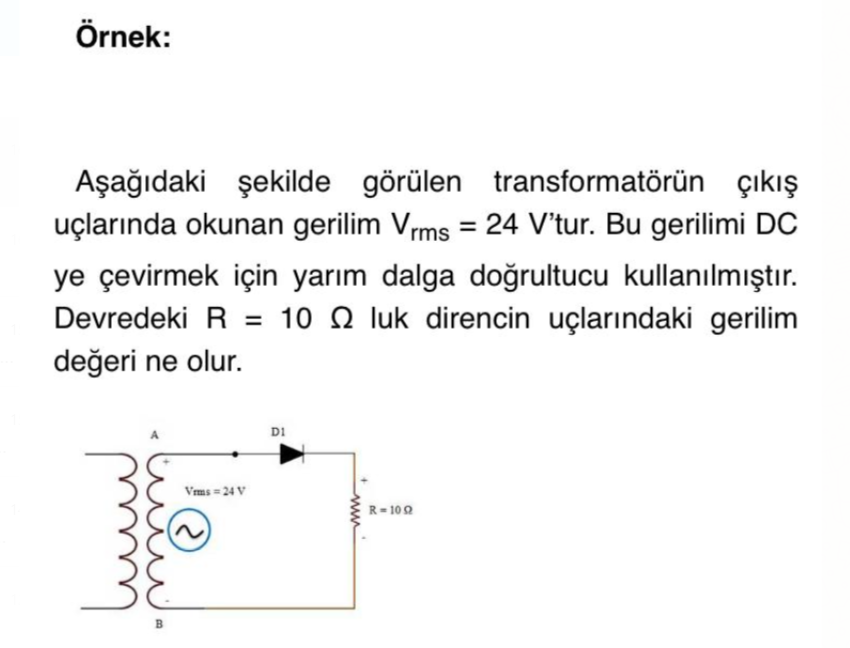 Örnek:
Aşağıdaki şekilde görülen transformatörün çıkış
uçlarında okunan gerilim Vrms = 24 V'tur. Bu gerilimi DC
ye çevirmek için yarım dalga doğrultucu kullanılmıştır.
Devredeki R = 10 Ω luk direncin uçlarındaki gerilim
değeri ne olur.
A
D1
+
Vrms = 24 V
+
R = 10 Ω
-
-
B